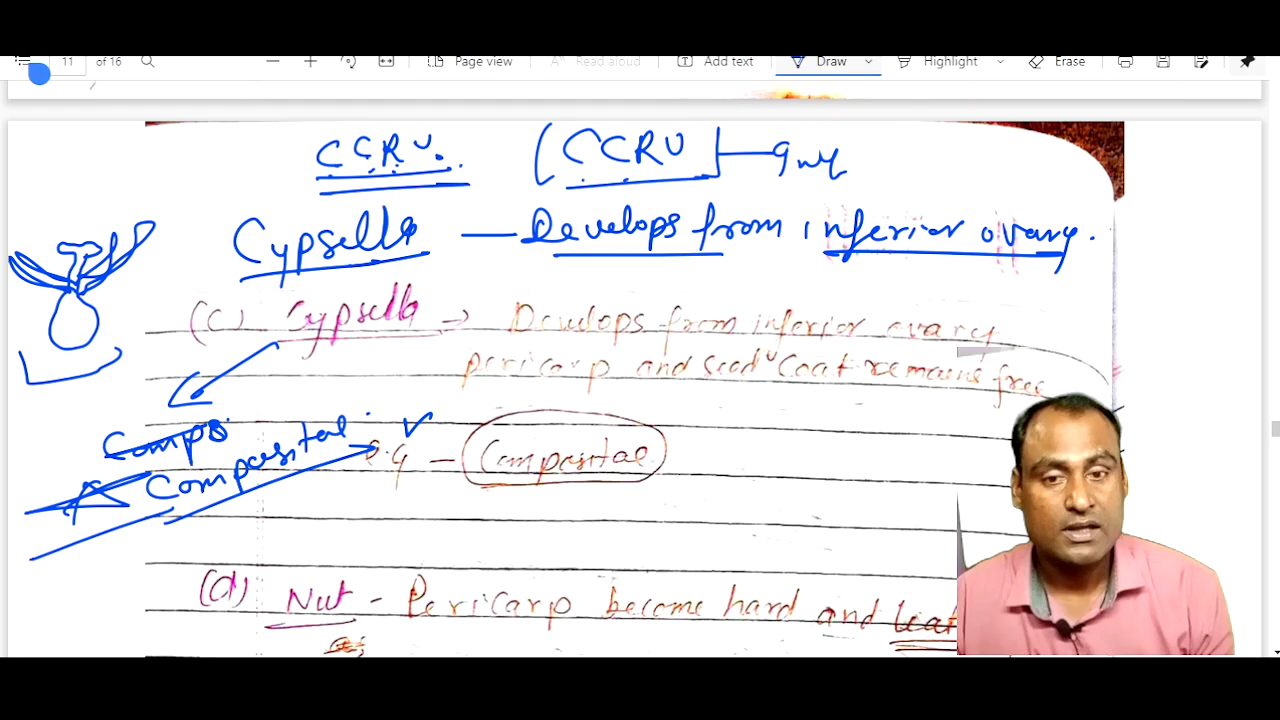 11 of 16 Page view Read aloud Add text Draw Highlight Erase
CCRU. (CCRU]
Cypsella — Develops from inferior ovary.
(C) Cypsella → Develops from inferior ovary
pericarp and seed coat remains free
Compo
Compositae
e.g — Compositae
(d) Nut - Pericarp become hard and leat